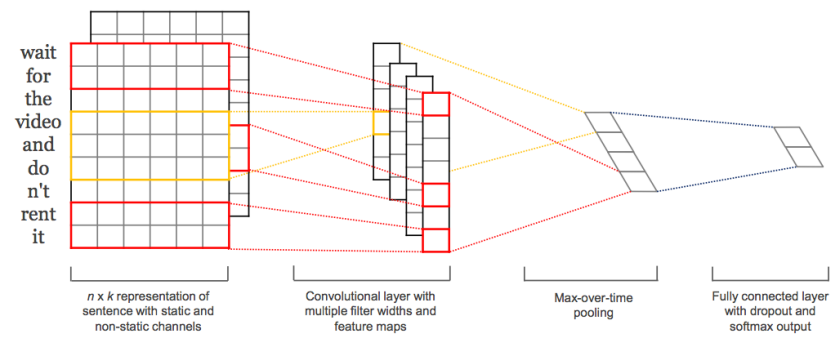 wait
for
the
video
and
do
n't
rent
it
n x k representation of
sentence with static and
non-static channels
Convolutional layer with
multiple filter widths and
feature maps
Max-over-time
pooling
Fully connected layer
with dropout and
softmax output